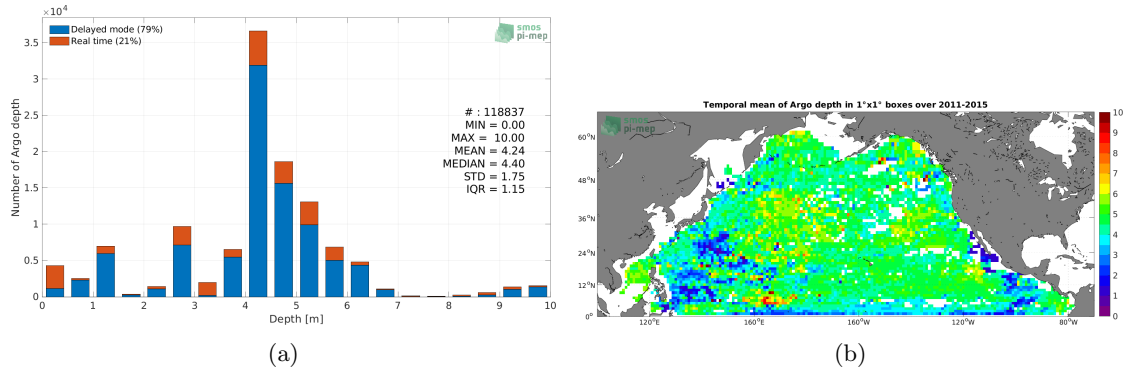 ×10⁴
Delayed mode (79%)
Real time (21%)
smos
pi-mep
3.5
3
2.5
2
1.5
1
0.5
0
Number of Argo depth
# : 118837
MIN = 0.00
MAX = 10.00
MEAN = 4.24
MEDIAN = 4.40
STD = 1.75
IQR = 1.15
0 1 2 3 4 5 6 7 8 9 10
Depth [m]
(a)
Temporal mean of Argo depth in 1°x1° boxes over 2011-2015
smos
pi-mep
60°N
48°N
36°N
24°N
12°N
0°
120°E 160°E 160°W 120°W 80°W
10
9
8
7
6
5
4
3
2
1
0
(b)